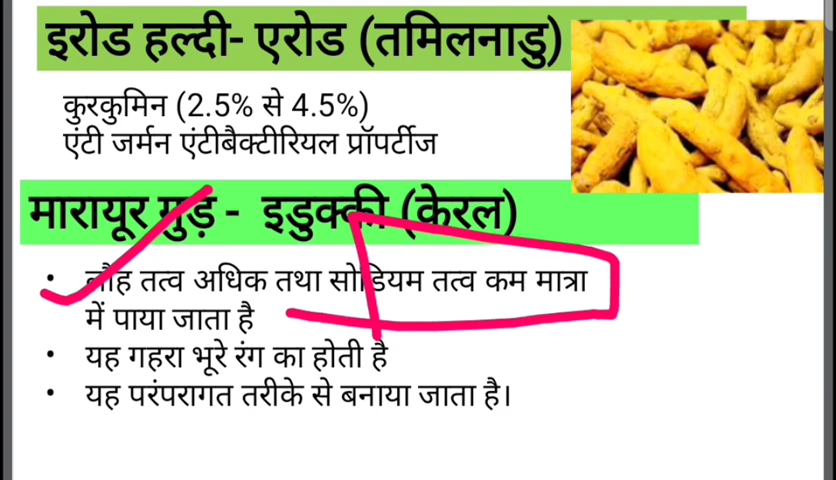 इरोड हल्दी- एरोड (तमिलनाडु)
कुरकुमिन (2.5% से 4.5%)
एंटी जर्मन एंटीबैक्टीरियल प्रॉपर्टीज
मारायूर गुड़ - इडुक्की (केरल)
• लौह तत्व अधिक तथा सोडियम तत्व कम मात्रा
में पाया जाता है
• यह गहरा भूरे रंग का होती है
• यह परंपरागत तरीके से बनाया जाता है।